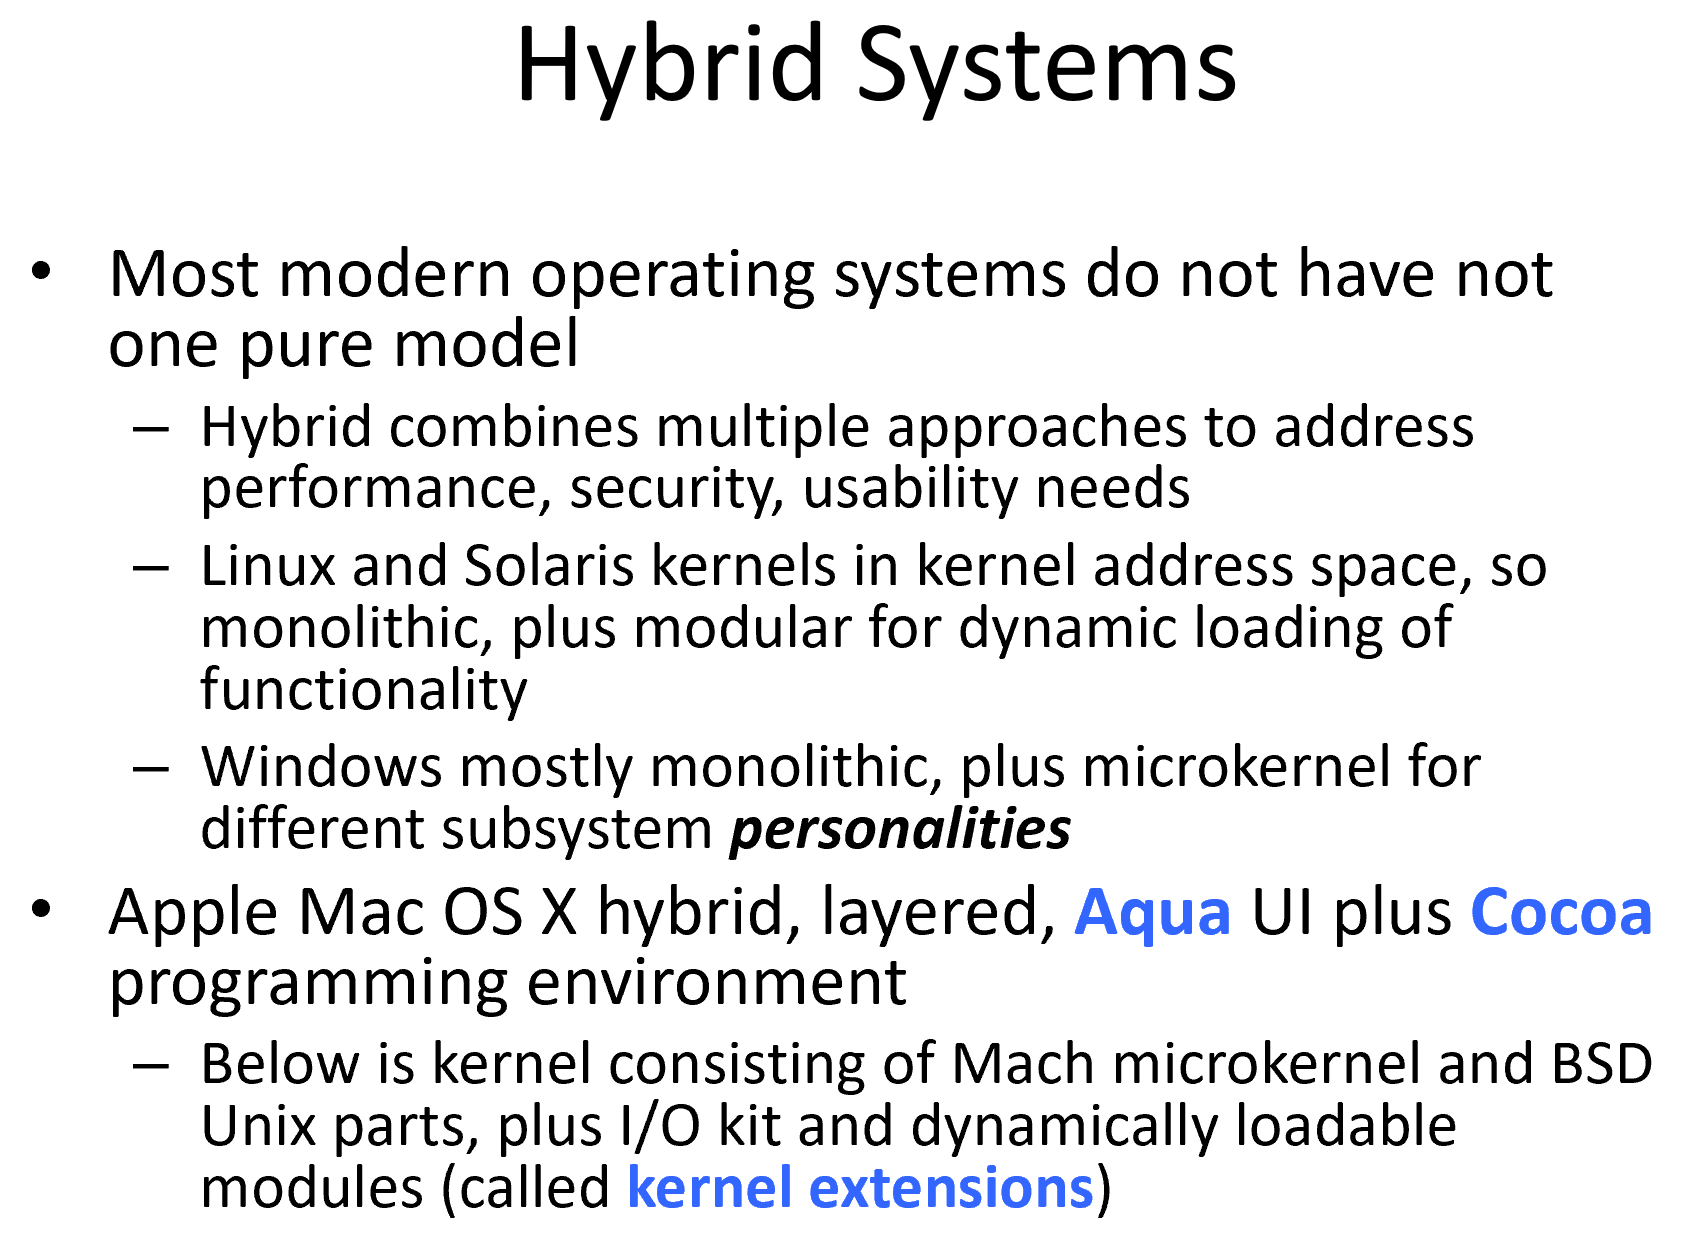 Hybrid Systems
• Most modern operating systems do not have not
one pure model
– Hybrid combines multiple approaches to address
performance, security, usability needs
– Linux and Solaris kernels in kernel address space, so
monolithic, plus modular for dynamic loading of
functionality
– Windows mostly monolithic, plus microkernel for
different subsystem personalities
• Apple Mac OS X hybrid, layered, Aqua UI plus Cocoa
programming environment
– Below is kernel consisting of Mach microkernel and BSD
Unix parts, plus I/O kit and dynamically loadable
modules (called kernel extensions)